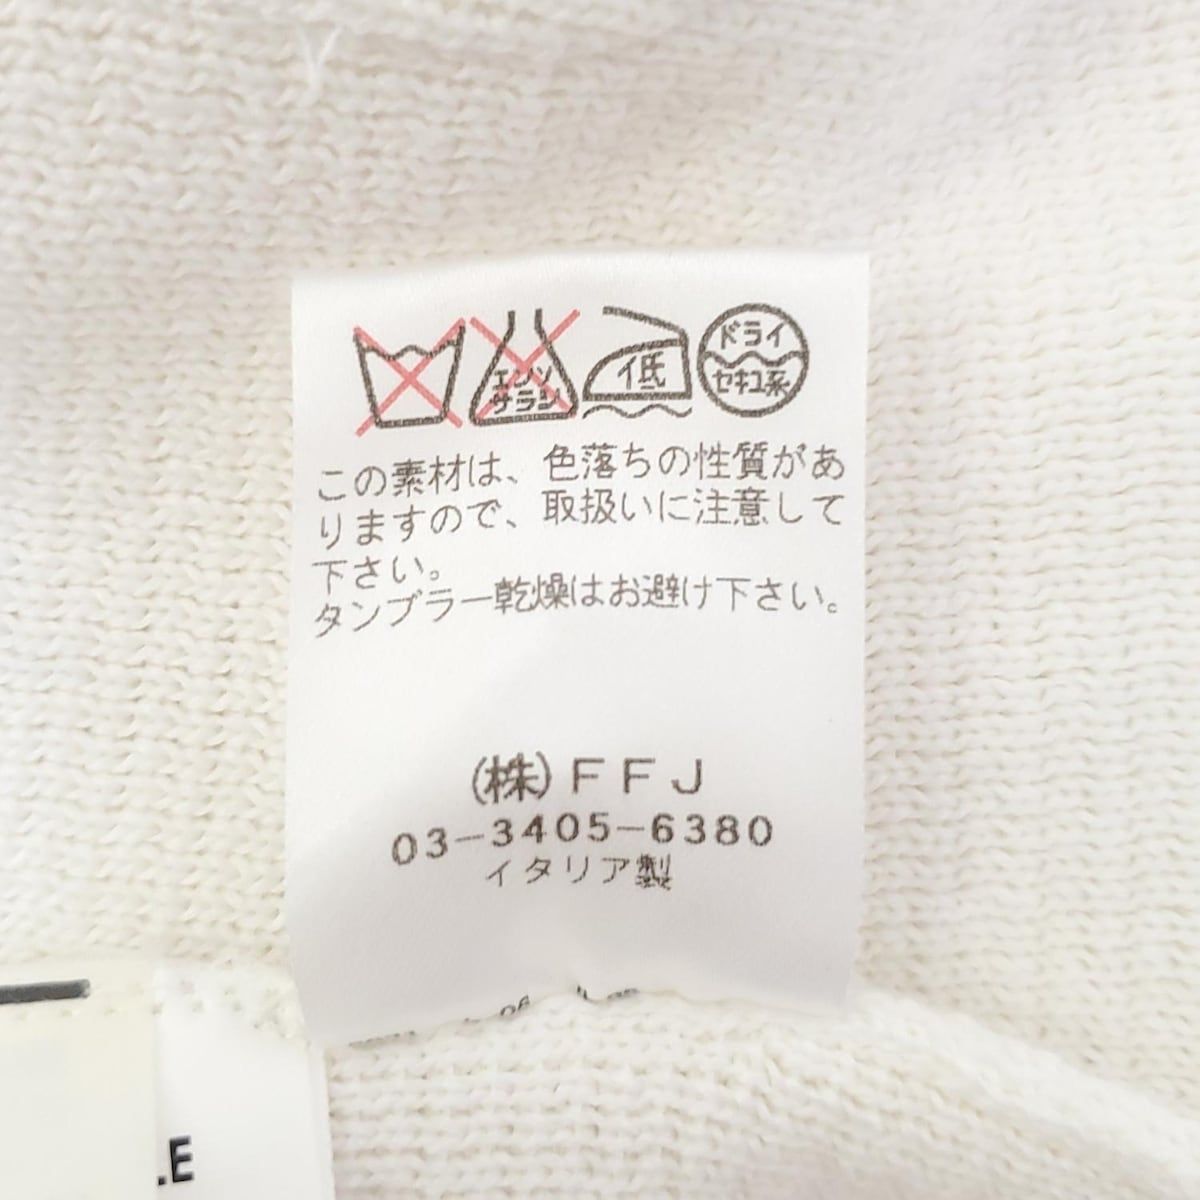 エンソ
サラシ
イ低
ドライ
セキユ系
この素材は、色落ちの性質があ
りますので、取扱いに注意して
下さい。
タンブラー乾燥はお避け下さい。
(株)FFJ
03-3405-6380
イタリア製
.E